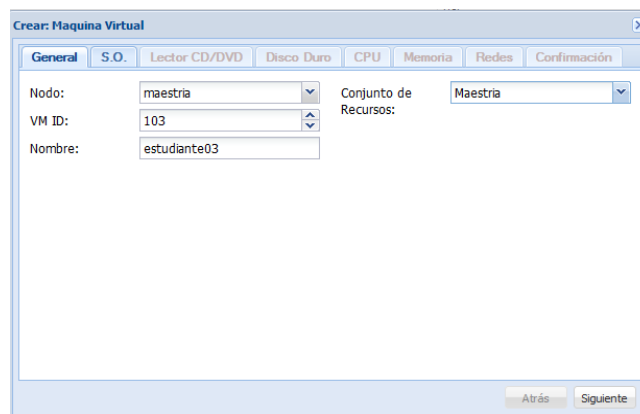 Crear: Maquina Virtual
General S.O. Lector CD/DVD Disco Duro CPU Memoria Redes Confirmación
Nodo: maestria Conjunto de Recursos: Maestria
VM ID: 103
Nombre: estudiante03
Atrás Siguiente